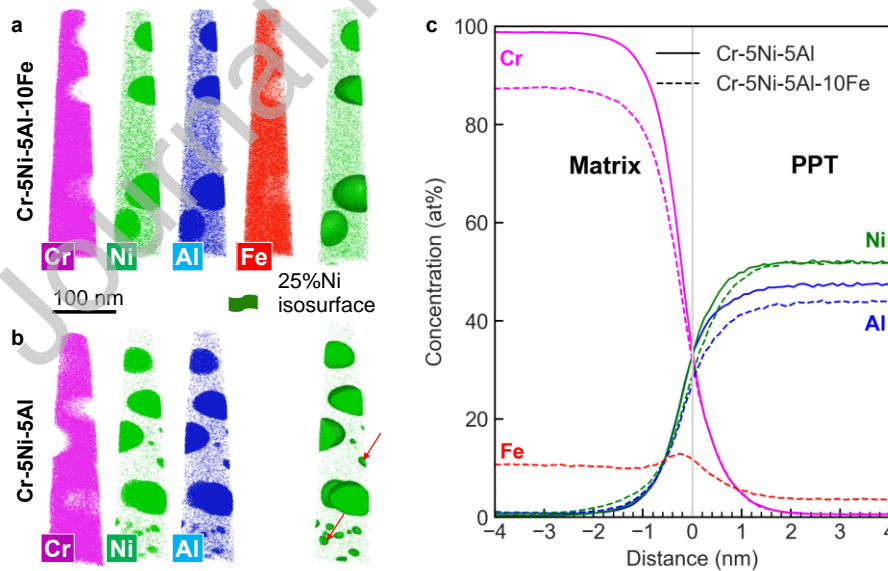 a
Cr-5Ni-5Al-10Fe
Cr
Ni
Al
Fe
100 nm
25%Ni
isosurface
b
Cr-5Ni-5Al
Cr
Ni
Al
Journal
c
Concentration (at%)
100
80
60
40
20
0
Cr
Cr-5Ni-5Al
Cr-5Ni-5Al-10Fe
Matrix
PPT
Ni
Al
Fe
−4 −3 −2 −1 0 1 2 3 4
Distance (nm)